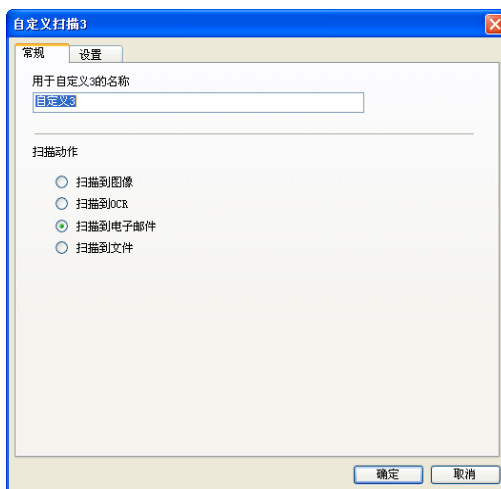 自定义扫描3
常规 设置
用于自定义3的名称
自定义3
扫描动作
扫描到图像
扫描到OCR
扫描到电子邮件
扫描到文件
确定 取消